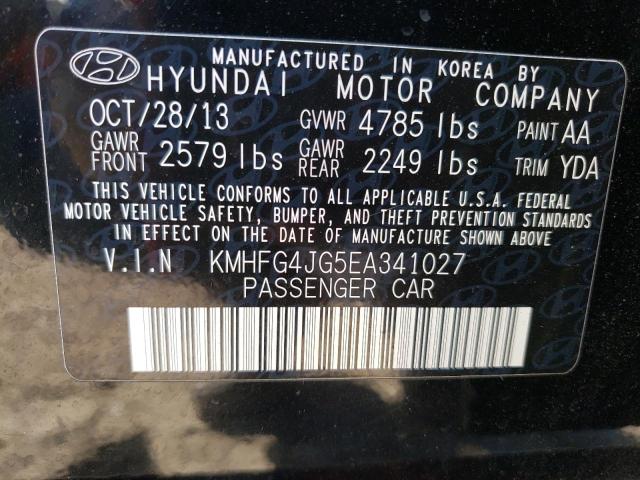 MANUFACTURED IN KOREA BY
HYUNDAI MOTOR COMPANY
OCT/28/13 GVWR 4785 lbs PAINT AA
GAWR FRONT 2579 lbs GAWR REAR 2249 lbs TRIM YDA
THIS VEHICLE CONFORMS TO ALL APPLICABLE U.S.A. FEDERAL
MOTOR VEHICLE SAFETY, BUMPER, AND THEFT PREVENTION STANDARDS
IN EFFECT ON THE DATE OF MANUFACTURE SHOWN ABOVE
V.I.N KMHFG4JG5EA341027
PASSENGER CAR